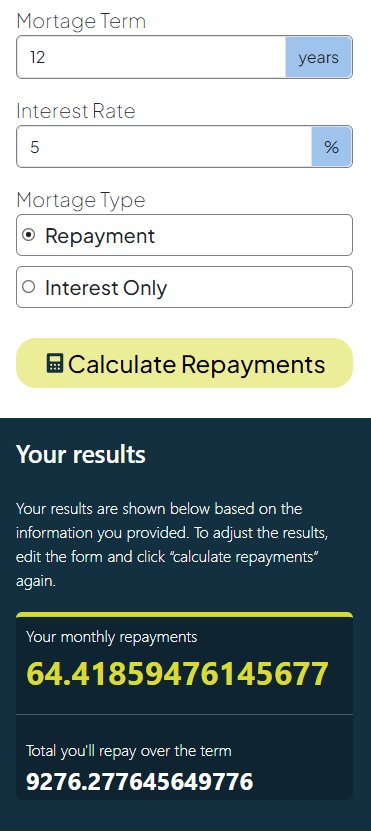 Mortage Term
12 years
Interest Rate
5 %
Mortage Type
Repayment
Interest Only
Calculate Repayments
Your results
Your results are shown below based on the
information you provided. To adjust the results,
edit the form and click “calculate repayments”
again.
Your monthly repayments
64.41859476145677
Total you'll repay over the term
9276.277645649776